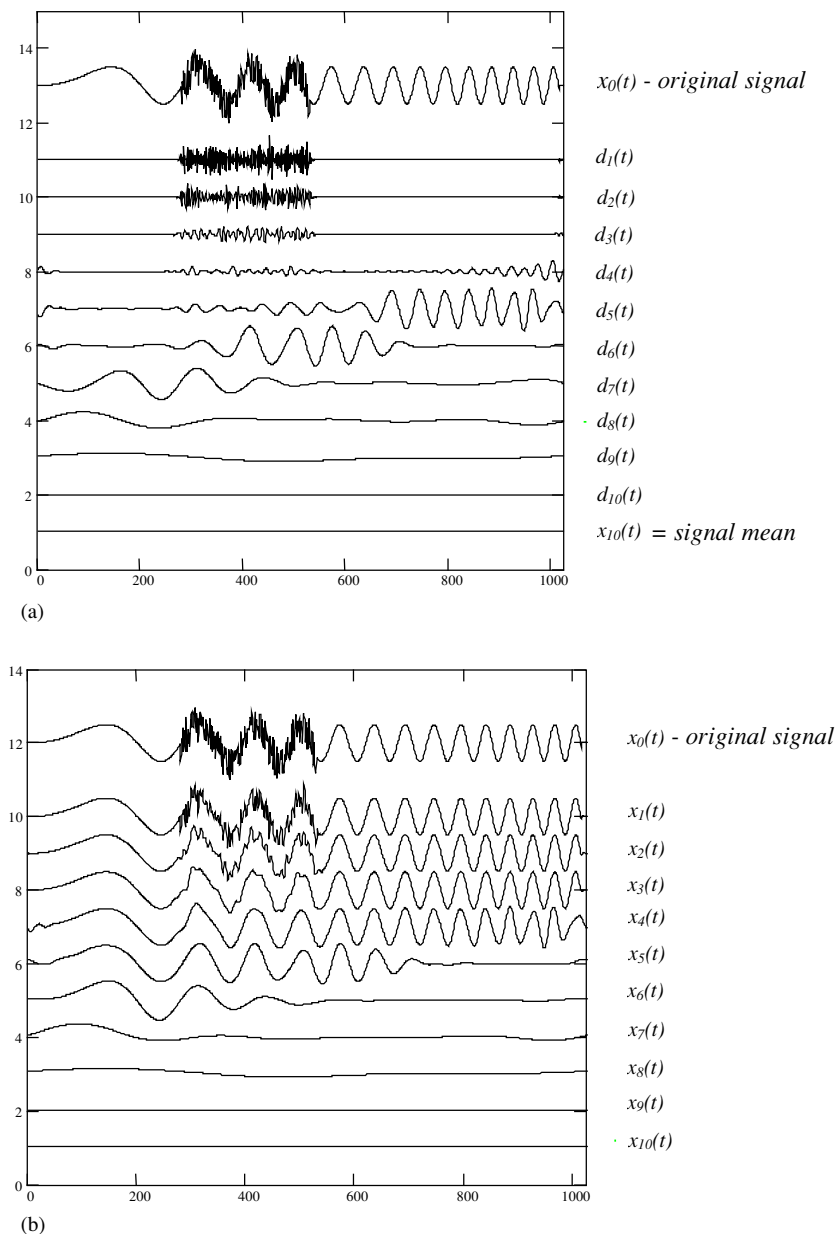 14
x0(t) - original signal
12
d1(t)
10
d2(t)
d3(t)
8
d4(t)
d5(t)
6
d6(t)
d7(t)
4
d8(t)
d9(t)
2
d10(t)
x10(t) = signal mean
0
0 200 400 600 800 1000
(a)
14
12
x0(t) - original signal
10
x1(t)
x2(t)
8
x3(t)
x4(t)
6
x5(t)
x6(t)
4
x7(t)
x8(t)
2
x9(t)
x10(t)
0
0 200 400 600 800 1000
(b)